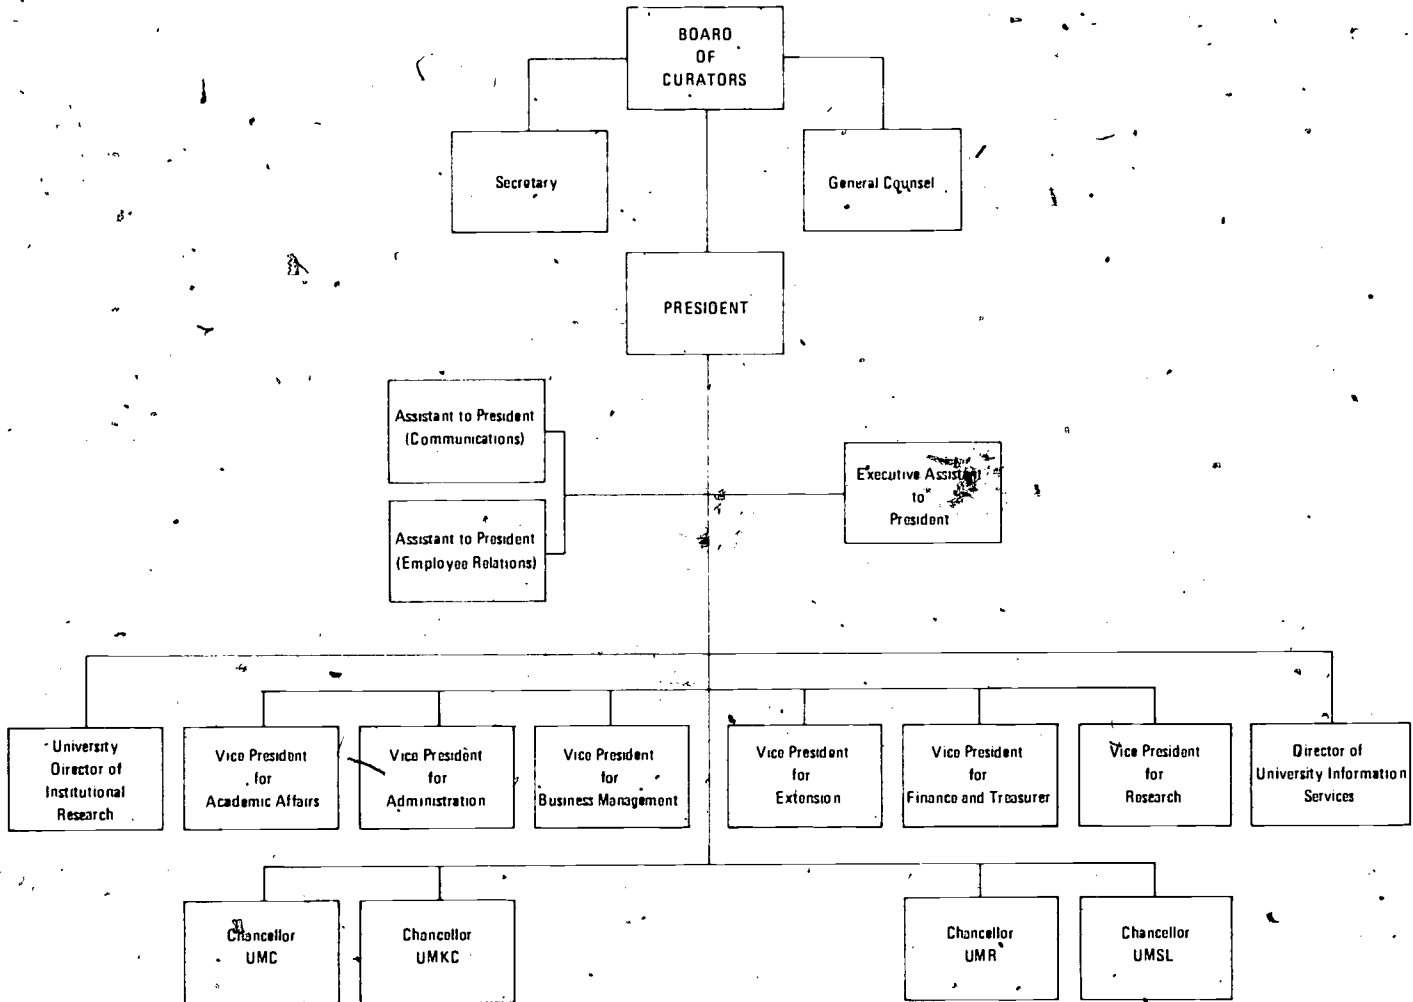 BOARD
OF
CURATORS
Secretary
General Counsel
PRESIDENT
Assistant to President
(Communications)
Executive Assistant
to
President
Assistant to President
(Employee Relations)
University
Director of
Institutional
Research
Vice President
for
Academic Affairs
Vice President
for
Administration
Vice President
for
Business Management
Vice President
for
Extension
Vice President
for
Finance and Treasurer
Vice President
for
Research
Director of
University Information
Services
Chancellor
UMC
Chancellor
UMKC
Chancellor
UMR
Chancellor
UMSL